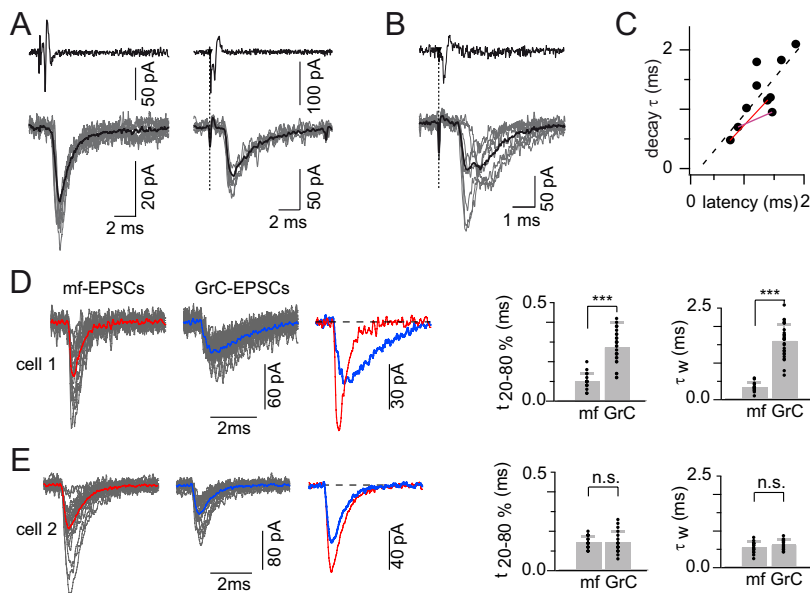 A
50 pA
100 pA
2 ms
20 pA
2 ms
50 pA
B
1 ms
50 pA
C
decay τ (ms)
2
1
0
0
latency (ms)
2
D
mf-EPSCs
GrC-EPSCs
cell 1
60 pA
2ms
30 pA
t 20-80 % (ms)
0.5
0.0
***
mf GrC
τ w (ms)
2.5
0.0
***
mf GrC
E
cell 2
80 pA
2ms
40 pA
t 20-80 % (ms)
0.5
0.0
n.s.
mf GrC
τ w (ms)
2.5
0.0
n.s.
mf GrC